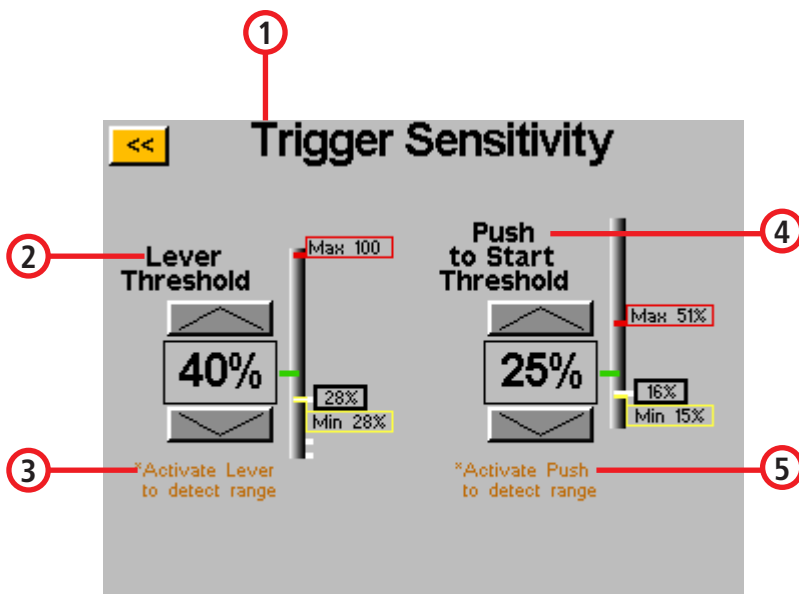 1
<<
Trigger Sensitivity
2
Lever
Threshold
Max 100
40%
28%
Min 28%
3
*Activate Lever
to detect range
4
Push
to Start
Threshold
Max 51%
25%
16%
Min 15%
5
*Activate Push
to detect range